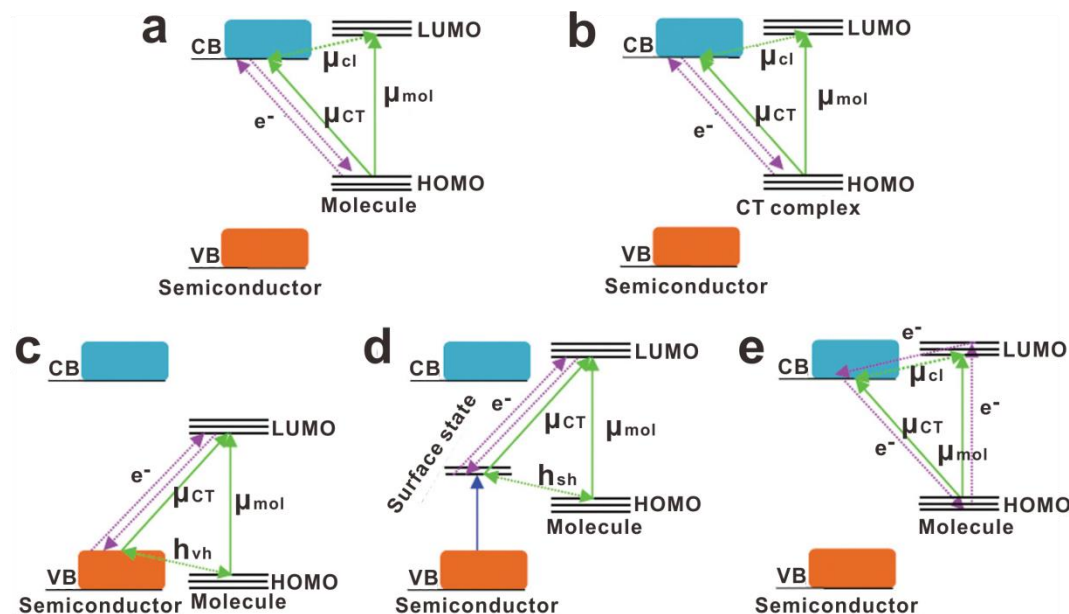 a
CB
LUMO
μcl
μmol
μCT
e-
HOMO
Molecule
VB
Semiconductor
b
CB
LUMO
μcl
μmol
μCT
e-
HOMO
CT complex
VB
Semiconductor
c
CB
LUMO
e-
μCT
μmol
hvh
VB
HOMO
Semiconductor
Molecule
d
CB
LUMO
e-
Surface state
μCT
μmol
hsh
HOMO
Molecule
VB
Semiconductor
e
e-
CB
LUMO
μcl
e-
μCT
μmol
e-
HOMO
Molecule
VB
Semiconductor